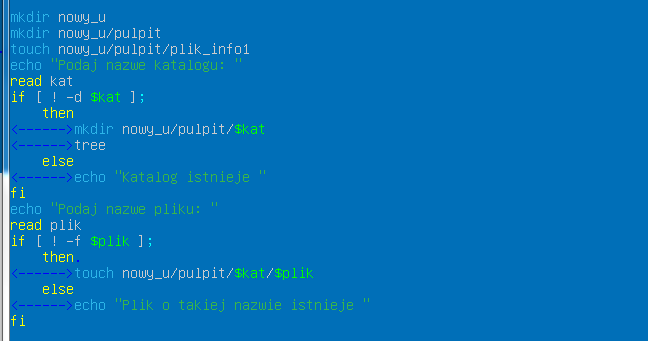 mkdir nowy_u
mkdir nowy_u/pulpit
touch nowy_u/pulpit/plik_info1
echo "Podaj nazwe katalogu: "
read kat
if [ ! -d $kat ];
    then
<------>mkdir nowy_u/pulpit/$kat
<------>tree
    else
<------>echo "Katalog istnieje "
fi
echo "Podaj nazwe pliku: "
read plik
if [ ! -f $plik ];
    then.
<------>touch nowy_u/pulpit/$kat/$plik
    else
<------>echo "Plik o takiej nazwie istnieje "
fi